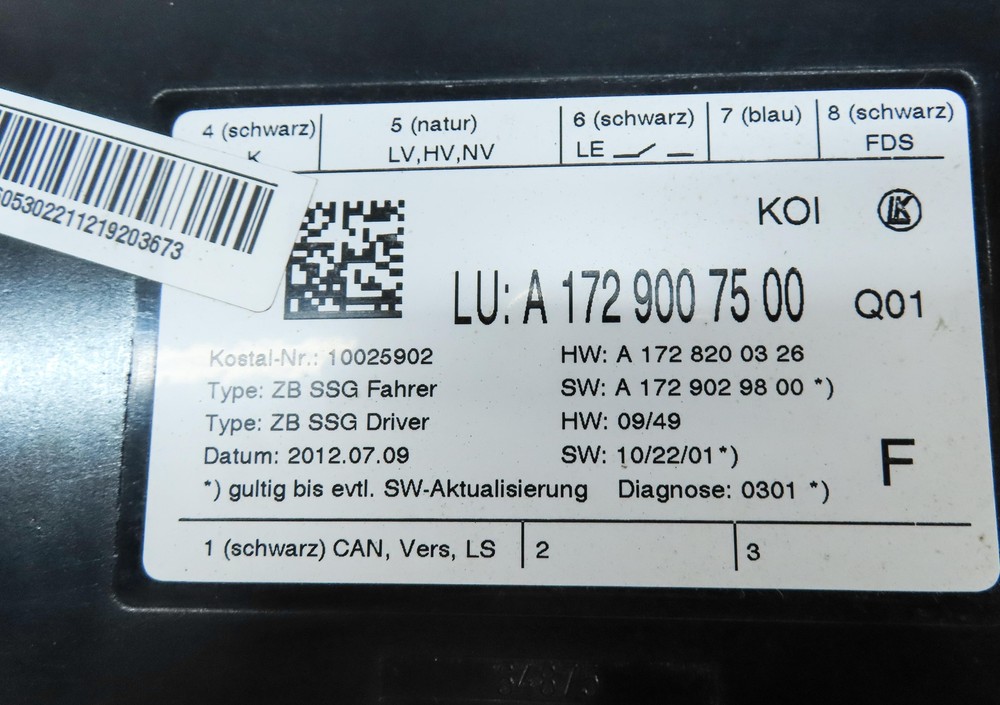 4 (schwarz)
K
5 (natur)
LV,HV,NV
6 (schwarz)
LE
7 (blau)
8 (schwarz)
FDS
05302211219203673
KOI
LK
LU: A 172 900 75 00
Q01
Kostal-Nr.: 10025902
Type: ZB SSG Fahrer
Type: ZB SSG Driver
Datum: 2012.07.09
HW: A 172 820 03 26
SW: A 172 902 98 00 *)
HW: 09/49
SW: 10/22/01*)
F
*) gultig bis evtl. SW-Aktualisierung Diagnose: 0301 *)
1 (schwarz) CAN, Vers, LS
2
3